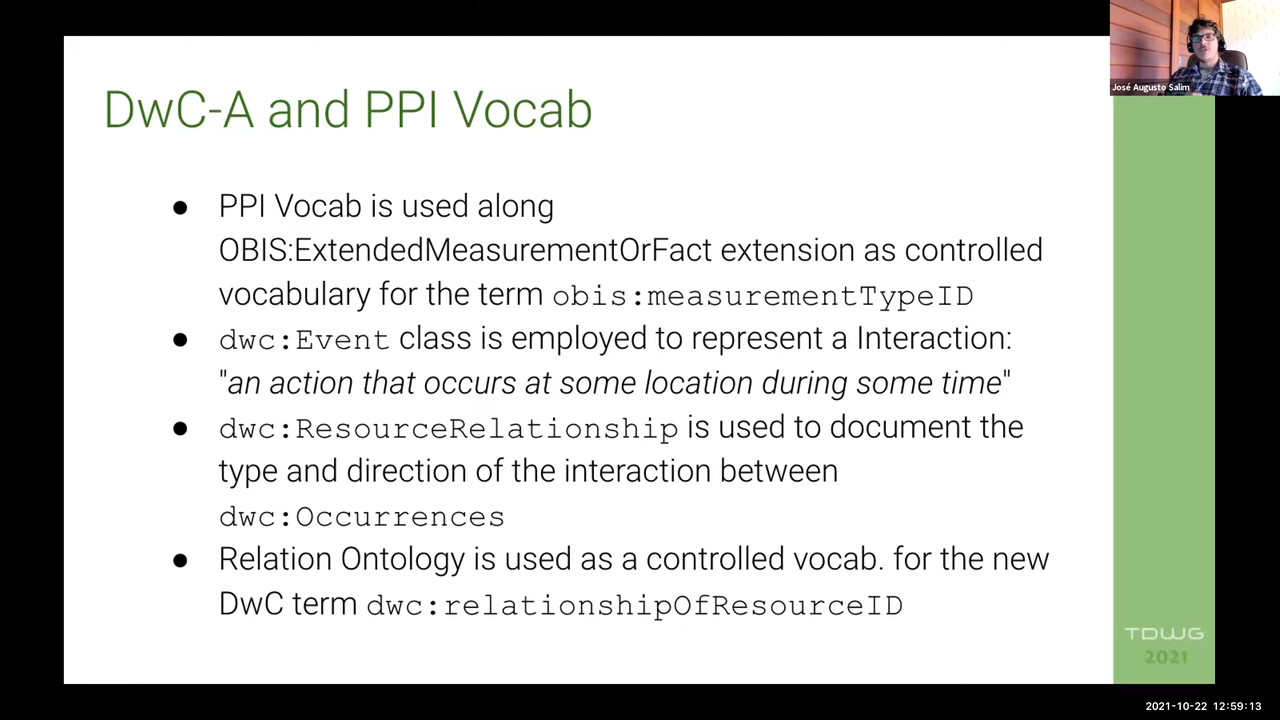 José Augusto Salim
DwC-A and PPI Vocab
● PPI Vocab is used along
OBIS:ExtendedMeasurementOrFact extension as controlled
vocabulary for the term obis:measurementTypeID
● dwc:Event class is employed to represent a Interaction:
"an action that occurs at some location during some time"
● dwc:ResourceRelationship is used to document the
type and direction of the interaction between
dwc:Occurrences
● Relation Ontology is used as a controlled vocab. for the new
DwC term dwc:relationshipOfResourceID
TDWG
2021
2021-10-22 12:59:13